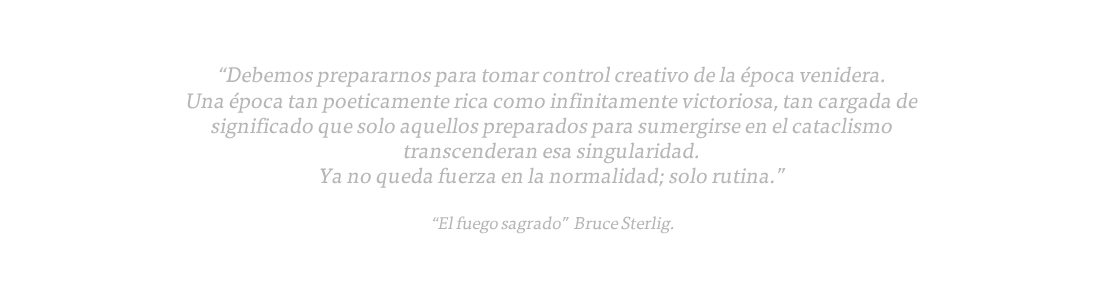 “Debemos prepararnos para tomar control creativo de la época venidera.
Una época tan poeticamente rica como infinitamente victoriosa, tan cargada de
significado que solo aquellos preparados para sumergirse en el cataclismo
transcenderan esa singularidad.
Ya no queda fuerza en la normalidad; solo rutina.”
“El fuego sagrado” Bruce Sterlig.